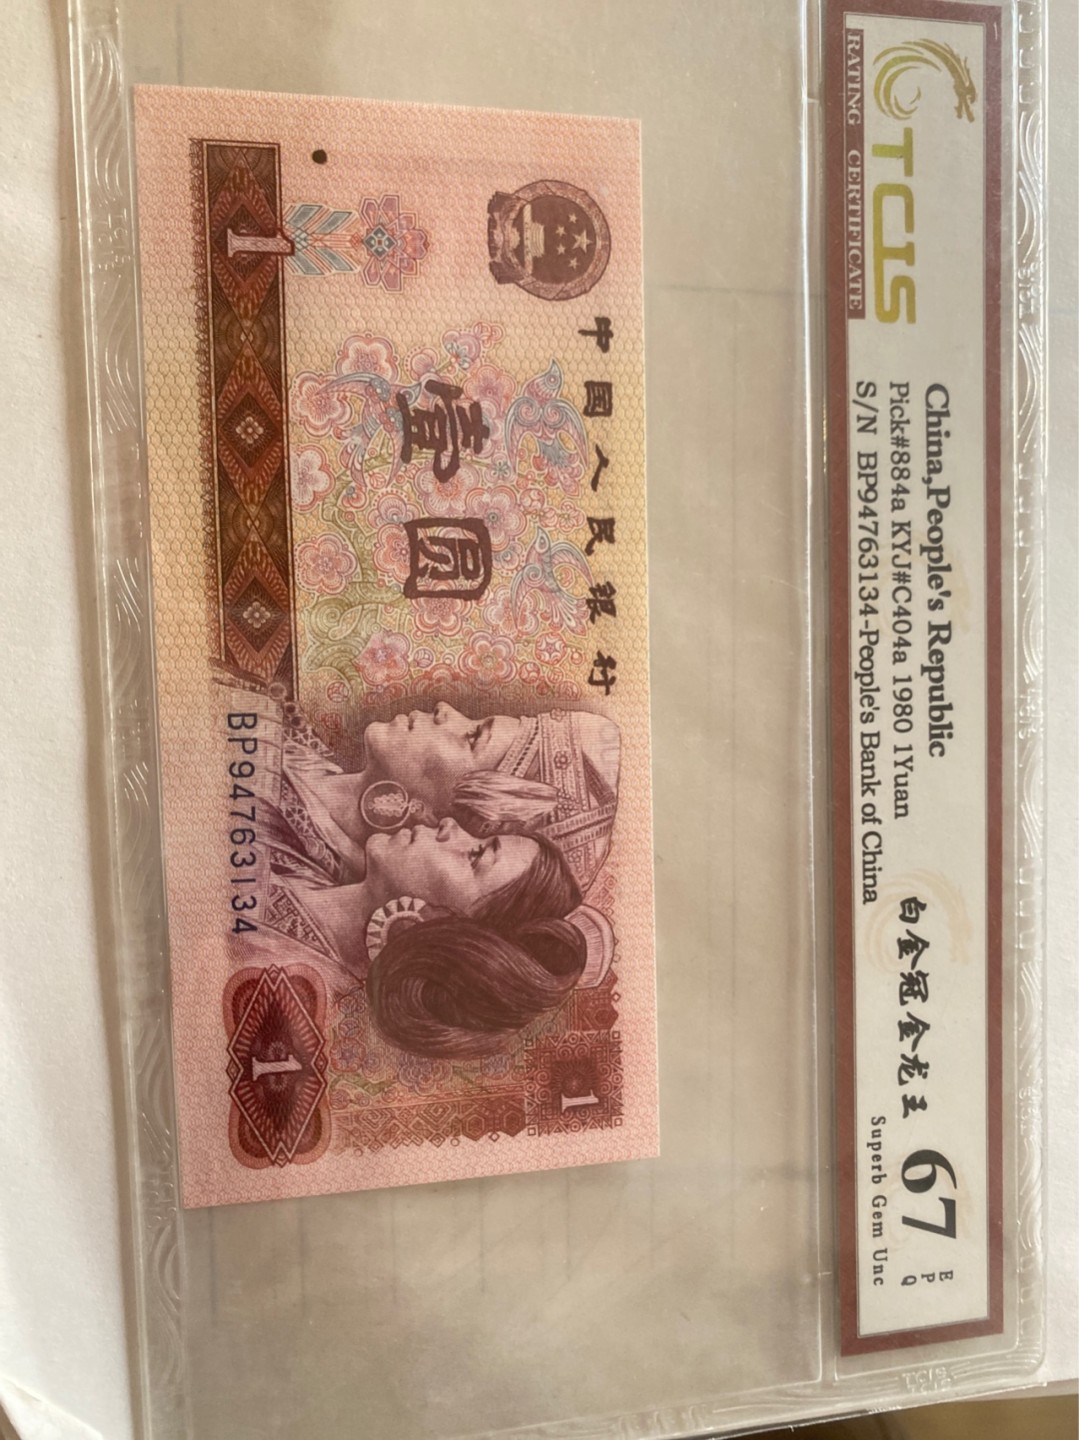 TCIS
RATING CERTIFICATE
China,People's Republic
Pick#884a KYJ#C404a 1980 1Yuan
S/N BP94763134-People's Bank of China
白金冠金龙王
67
EPQ
Superb Gem Unc
中国人民银行
壹圆
1
BP94763134
1
1